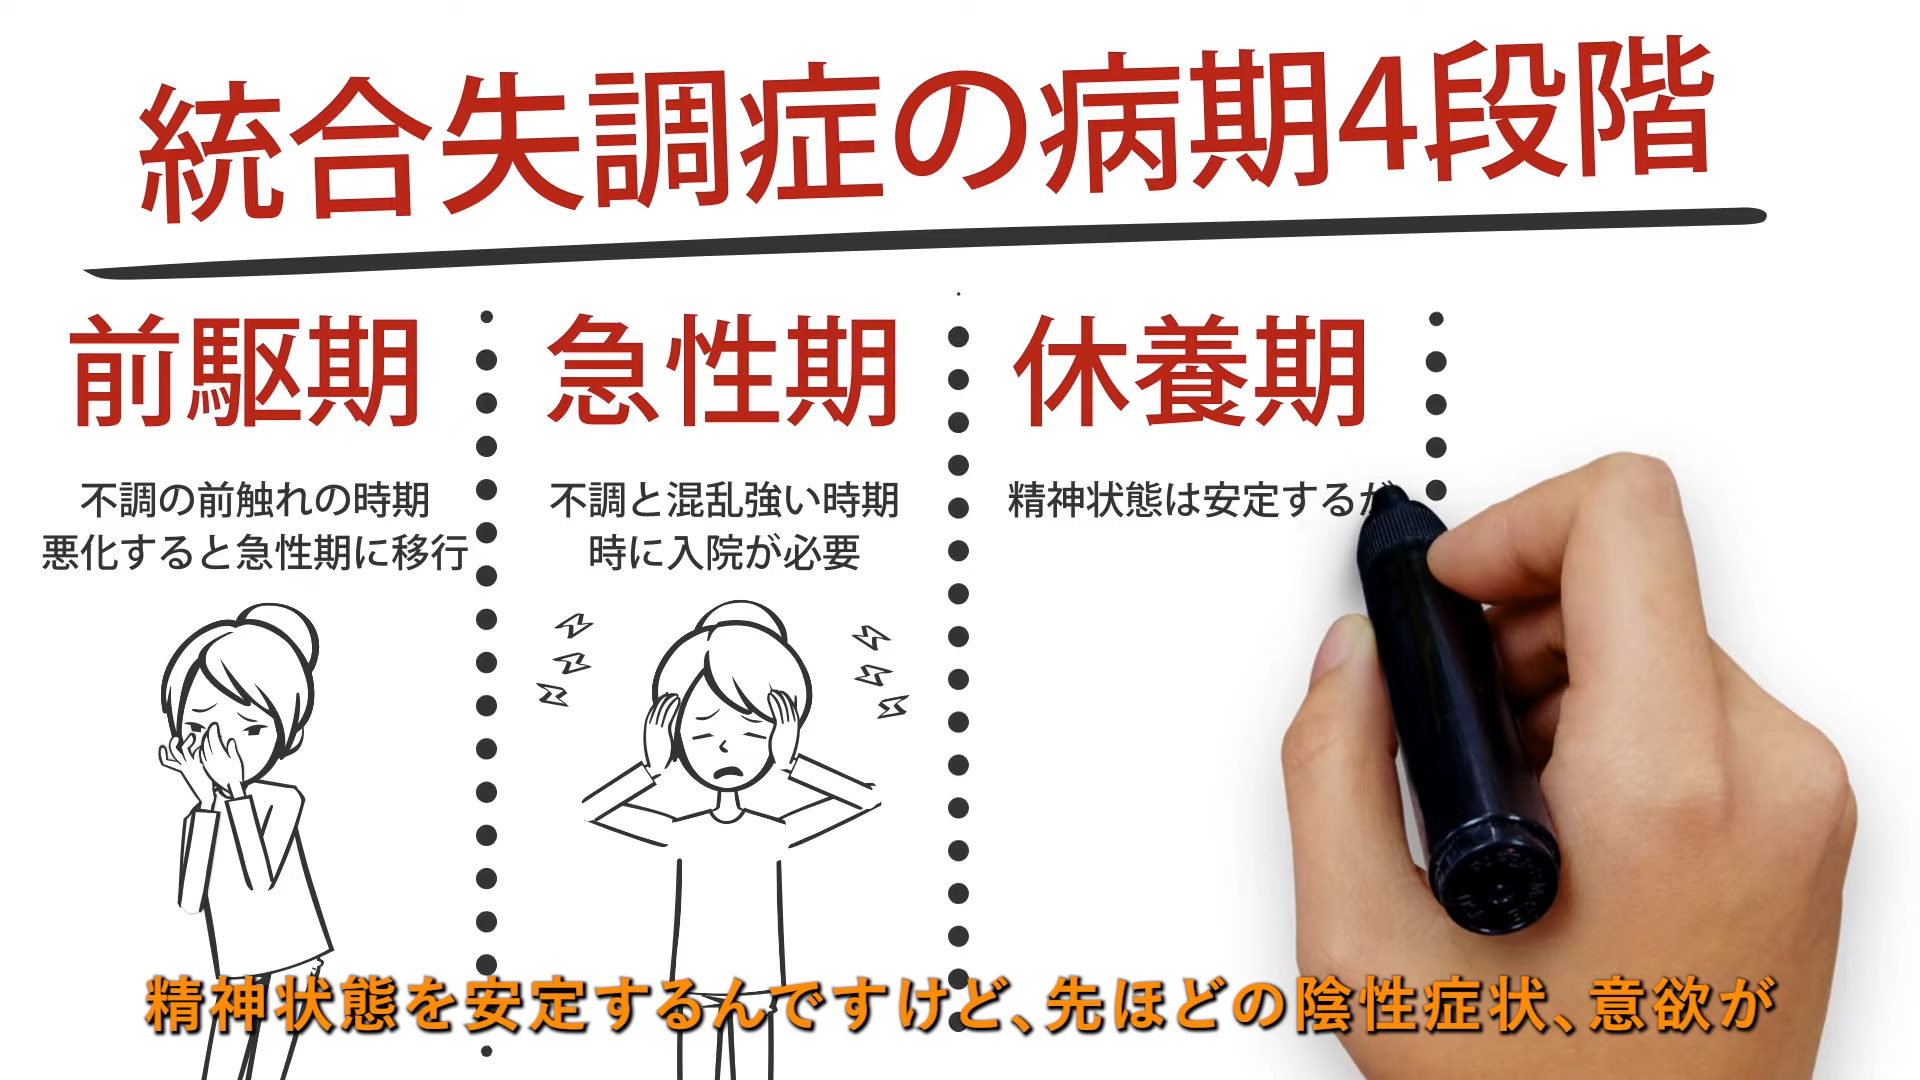 統合失調症の病期4段階
前駆期
不調の前触れの時期
悪化すると急性期に移行
急性期
不調と混乱強い時期
時に入院が必要
休養期
精神状態は安定するが
精神状態を安定するんですけど、先ほどの陰性症状、意欲が